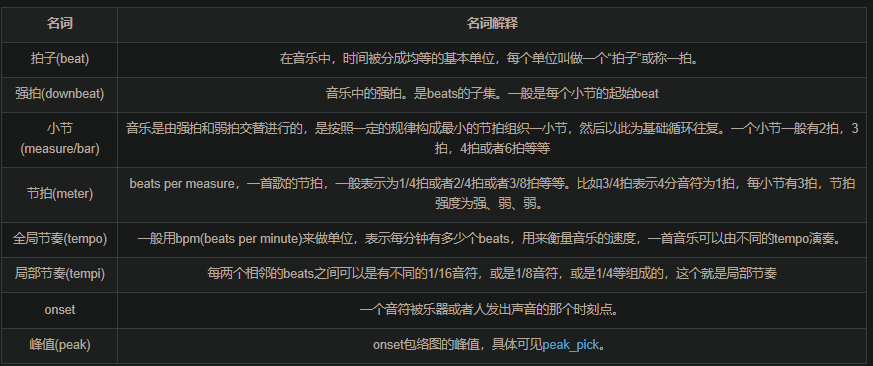 名词
名词解释
拍子(beat)
在音乐中，时间被分成均等的基本单位，每个单位叫做一个“拍子”或称一拍。
强拍(downbeat)
音乐中的强拍。是beats的子集。一般是每个小节的起始beat
小节
(measure/bar)
音乐是由强拍和弱拍交替进行的，是按照一定的规律构成最小的节拍组织一小节，然后以此为基础循环往复。一个小节一般有2拍，3
拍，4拍或者6拍等等
节拍(meter)
beats per measure，一首歌的节拍，一般表示为1/4拍或者2/4拍或者3/8拍等等。比如3/4拍表示4分音符为1拍，每小节有3拍，节拍
强度为强、弱、弱。
全局节奏(tempo)
一般用bpm(beats per minute)来做单位，表示每分钟有多少个beats，用来衡量音乐的速度，一首音乐可以由不同的tempo演奏。
局部节奏(tempi)
每两个相邻的beats之间可以是有不同的1/16音符，或是1/8音符，或是1/4等组成的，这个就是局部节奏
onset
一个音符被乐器或者人发出声音的那个时刻点。
峰值(peak)
onset包络图的峰值，具体可见peak_pick。